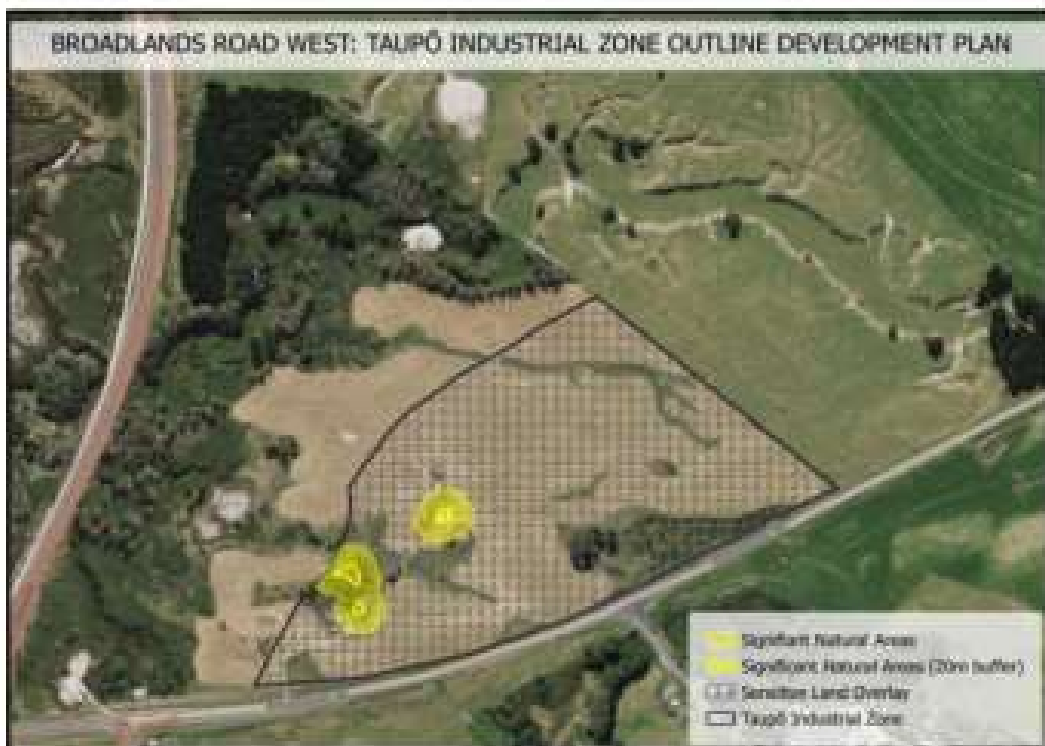 BROADLANDS ROAD WEST: TAUPŌ INDUSTRIAL ZONE OUTLINE DEVELOPMENT PLAN
Signifiant Natural Areas
Significant Natural Areas (20m buffer)
Sensitive Land Overlay
Taupō Industrial Zone